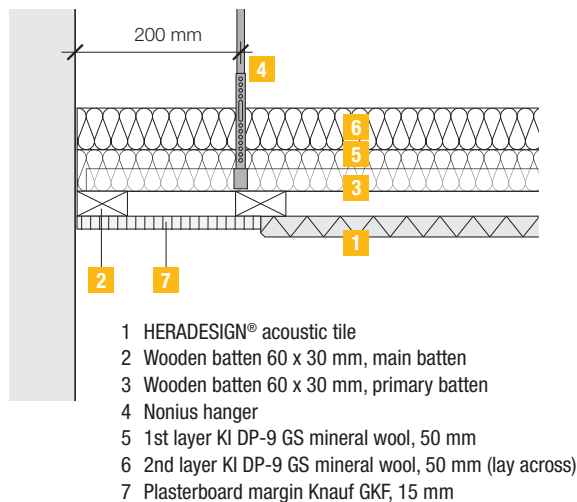 200 mm
4
6
5
3
1
2
7
1 HERADESIGN® acoustic tile
2 Wooden batten 60 x 30 mm, main batten
3 Wooden batten 60 x 30 mm, primary batten
4 Nonius hanger
5 1st layer KI DP-9 GS mineral wool, 50 mm
6 2nd layer KI DP-9 GS mineral wool, 50 mm (lay across)
7 Plasterboard margin Knauf GKF, 15 mm